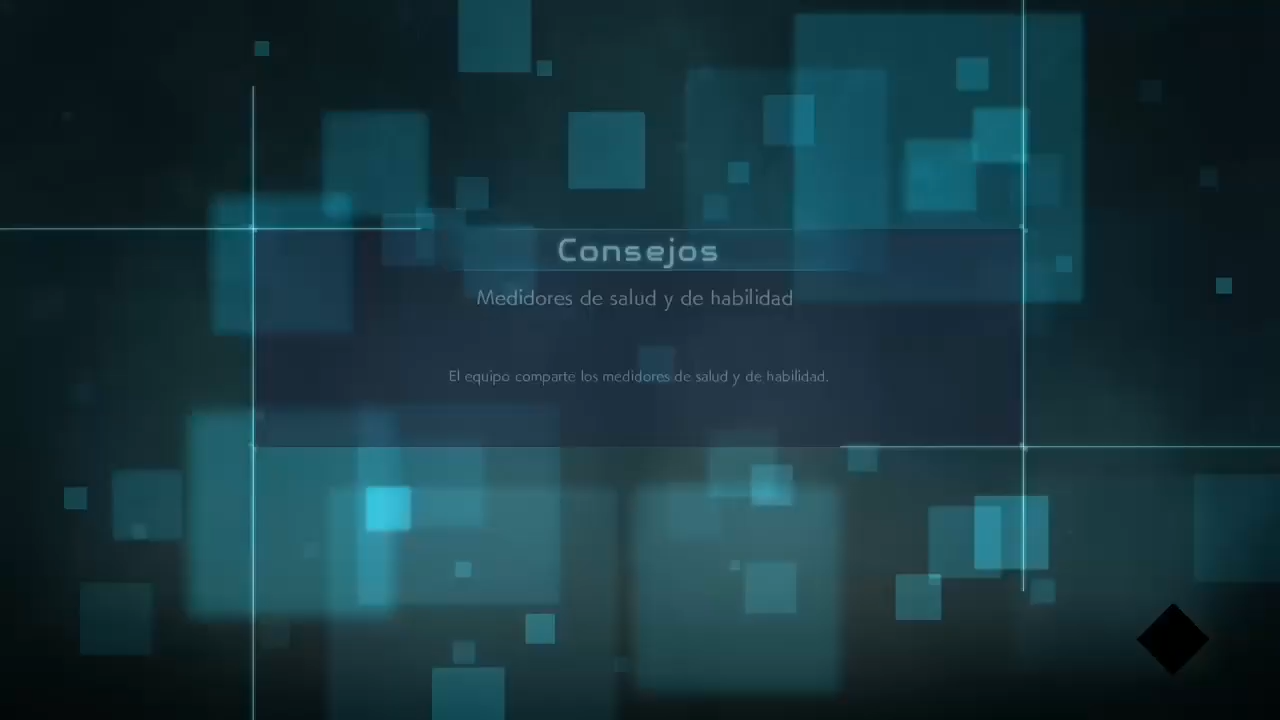 Consejos
Medidores de salud y de habilidad
El equipo comparte los medidores de salud y de habilidad.